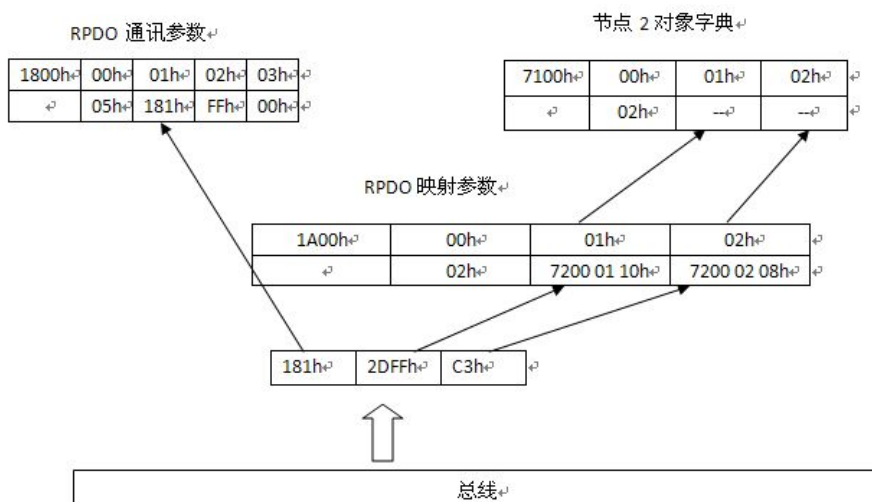 RPDO 通讯参数
节点 2 对象字典
1800h 00h 01h 02h 03h
05h 181h FFh 00h
7100h 00h 01h 02h
02h -- --
RPDO 映射参数
1A00h 00h 01h 02h
02h 7200 01 10h 7200 02 08h
181h 2DFFh C3h
总线